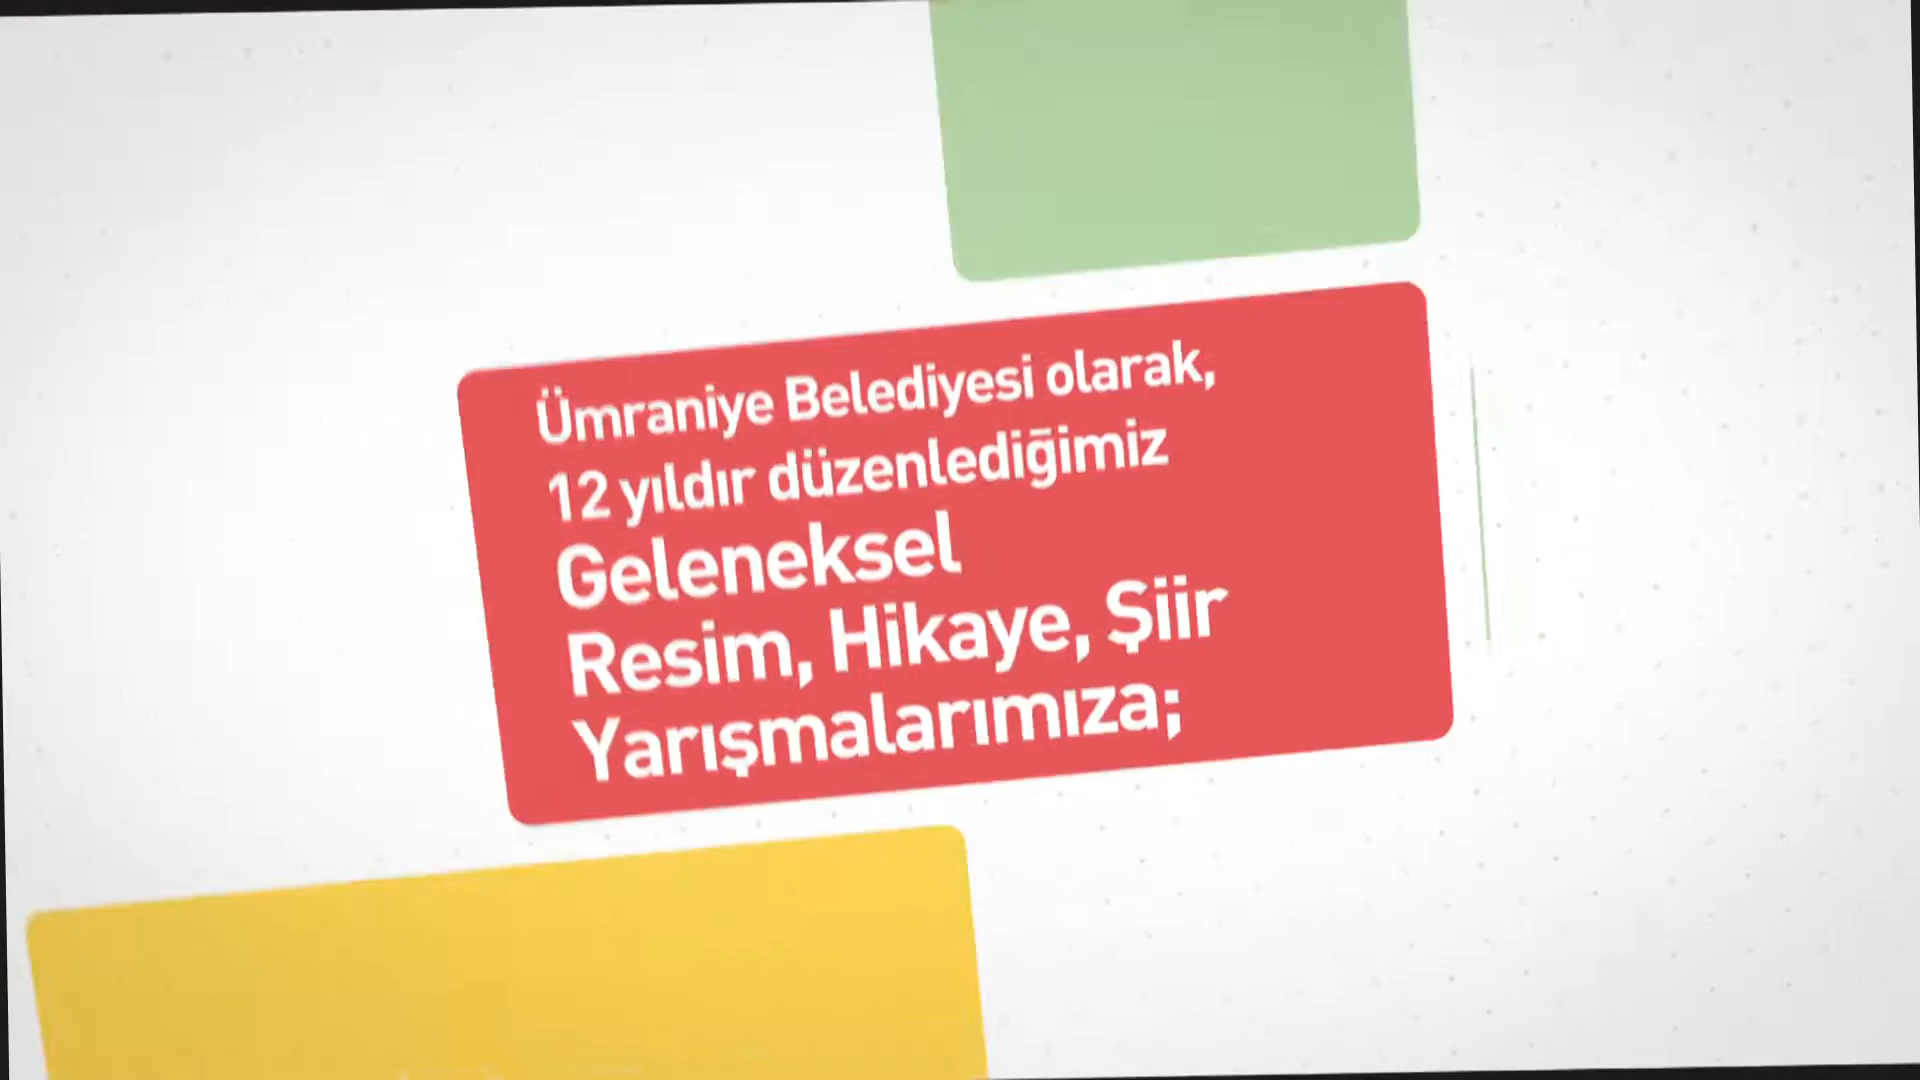 Ümraniye Belediyesi olarak,
12 yıldır düzenlediğimiz
Geleneksel
Resim, Hikaye, Şiir
Yarışmalarımıza;